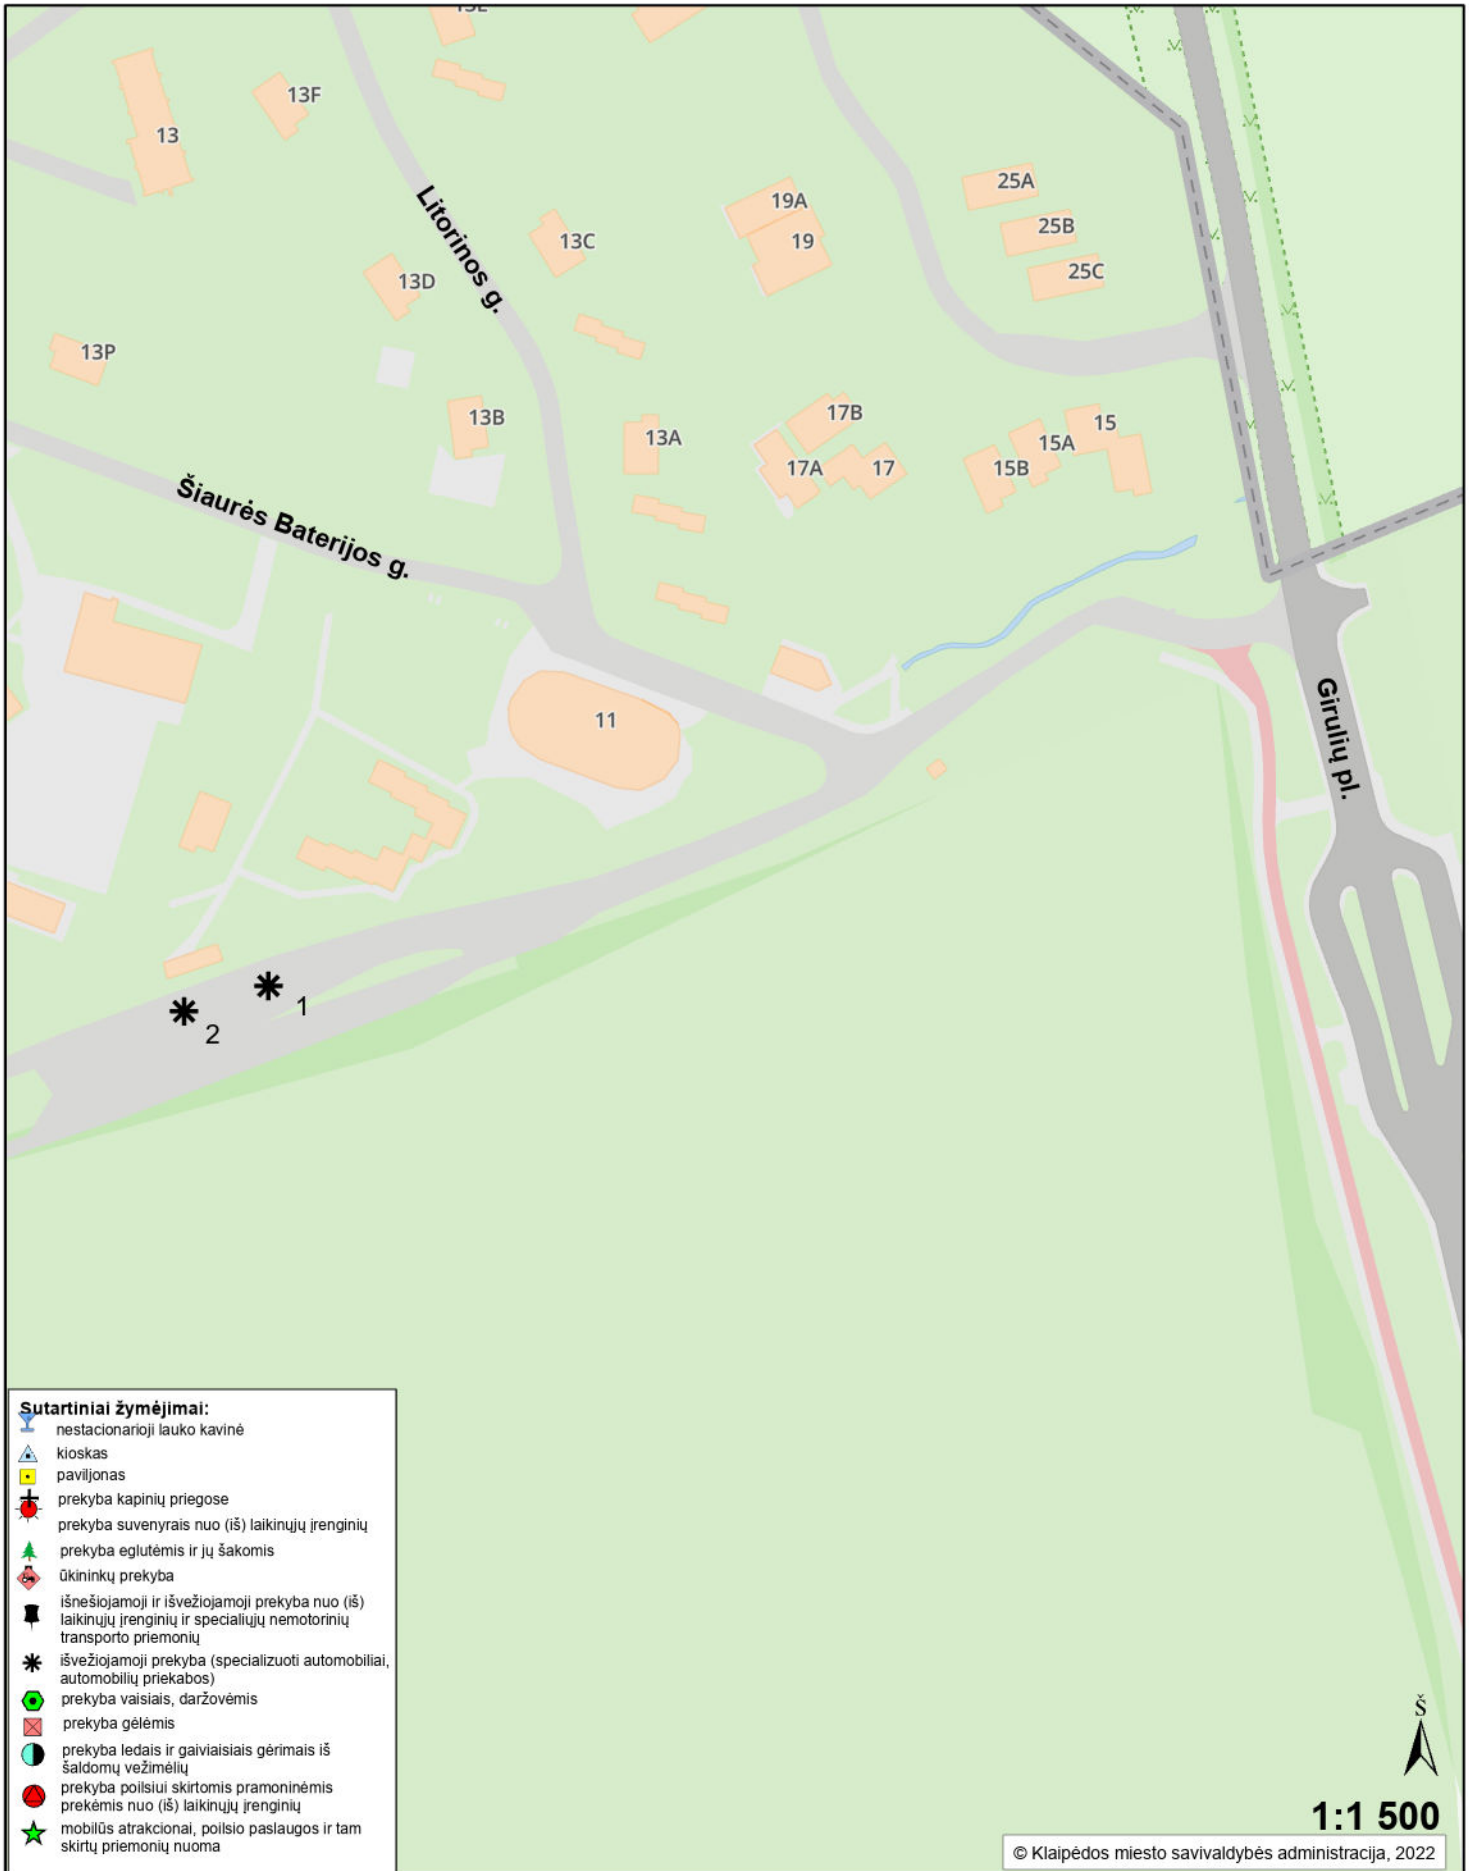 13F
13
Litorinos g.
19A
19
25A
25B
25C
13C
13D
13P
13B
13A
17B
17A
17
15
15A
15B
Šiaurės Baterijos g.
11
Girulių pl.
1
2
Sutartiniai žymėjimai:
nestacionarioji lauko kavinė
kioskas
paviljonas
prekyba kapinių priegose
prekyba suvenyrais nuo (iš) laikinųjų įrenginių
prekyba eglutėmis ir jų šakomis
ūkininkų prekyba
išnešiojamoji ir išvežiojamoji prekyba nuo (iš)
laikinųjų įrenginių ir specialiųjų nemotorinių
transporto priemonių
išvežiojamoji prekyba (specializuoti automobiliai,
automobilių priekabos)
prekyba vaisiais, daržovėmis
prekyba gėlėmis
prekyba ledais ir gaiviaisiais gėrimais iš
šaldomų vežimėlių
prekyba poilsiui skirtomis pramoninėmis
prekėmis nuo (iš) laikinųjų įrenginių
mobilūs atrakcionai, poilsio paslaugos ir tam
skirtų priemonių nuoma
Š
1:1 500
© Klaipėdos miesto savivaldybės administracija, 2022